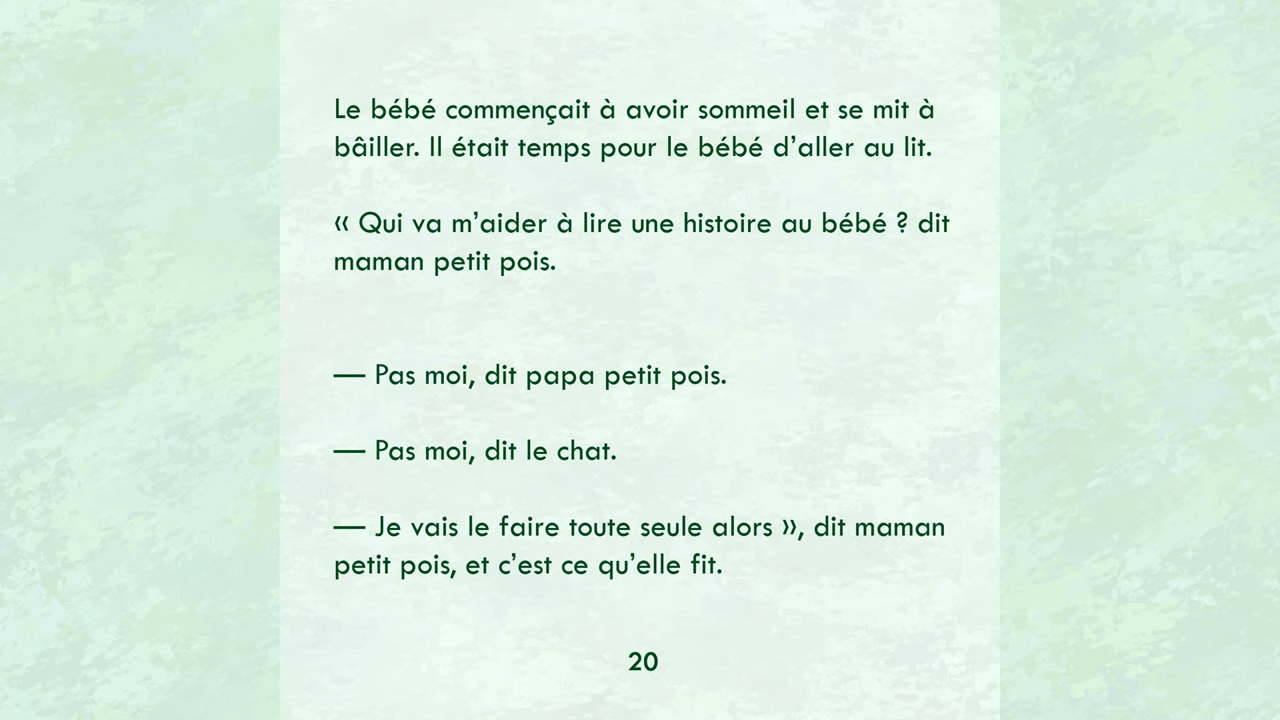 Le bébé commençait à avoir sommeil et se mit à
bâiller. Il était temps pour le bébé d’aller au lit.
« Qui va m’aider à lire une histoire au bébé ? dit
maman petit pois.
— Pas moi, dit papa petit pois.
— Pas moi, dit le chat.
— Je vais le faire toute seule alors », dit maman
petit pois, et c’est ce qu’elle fit.
20